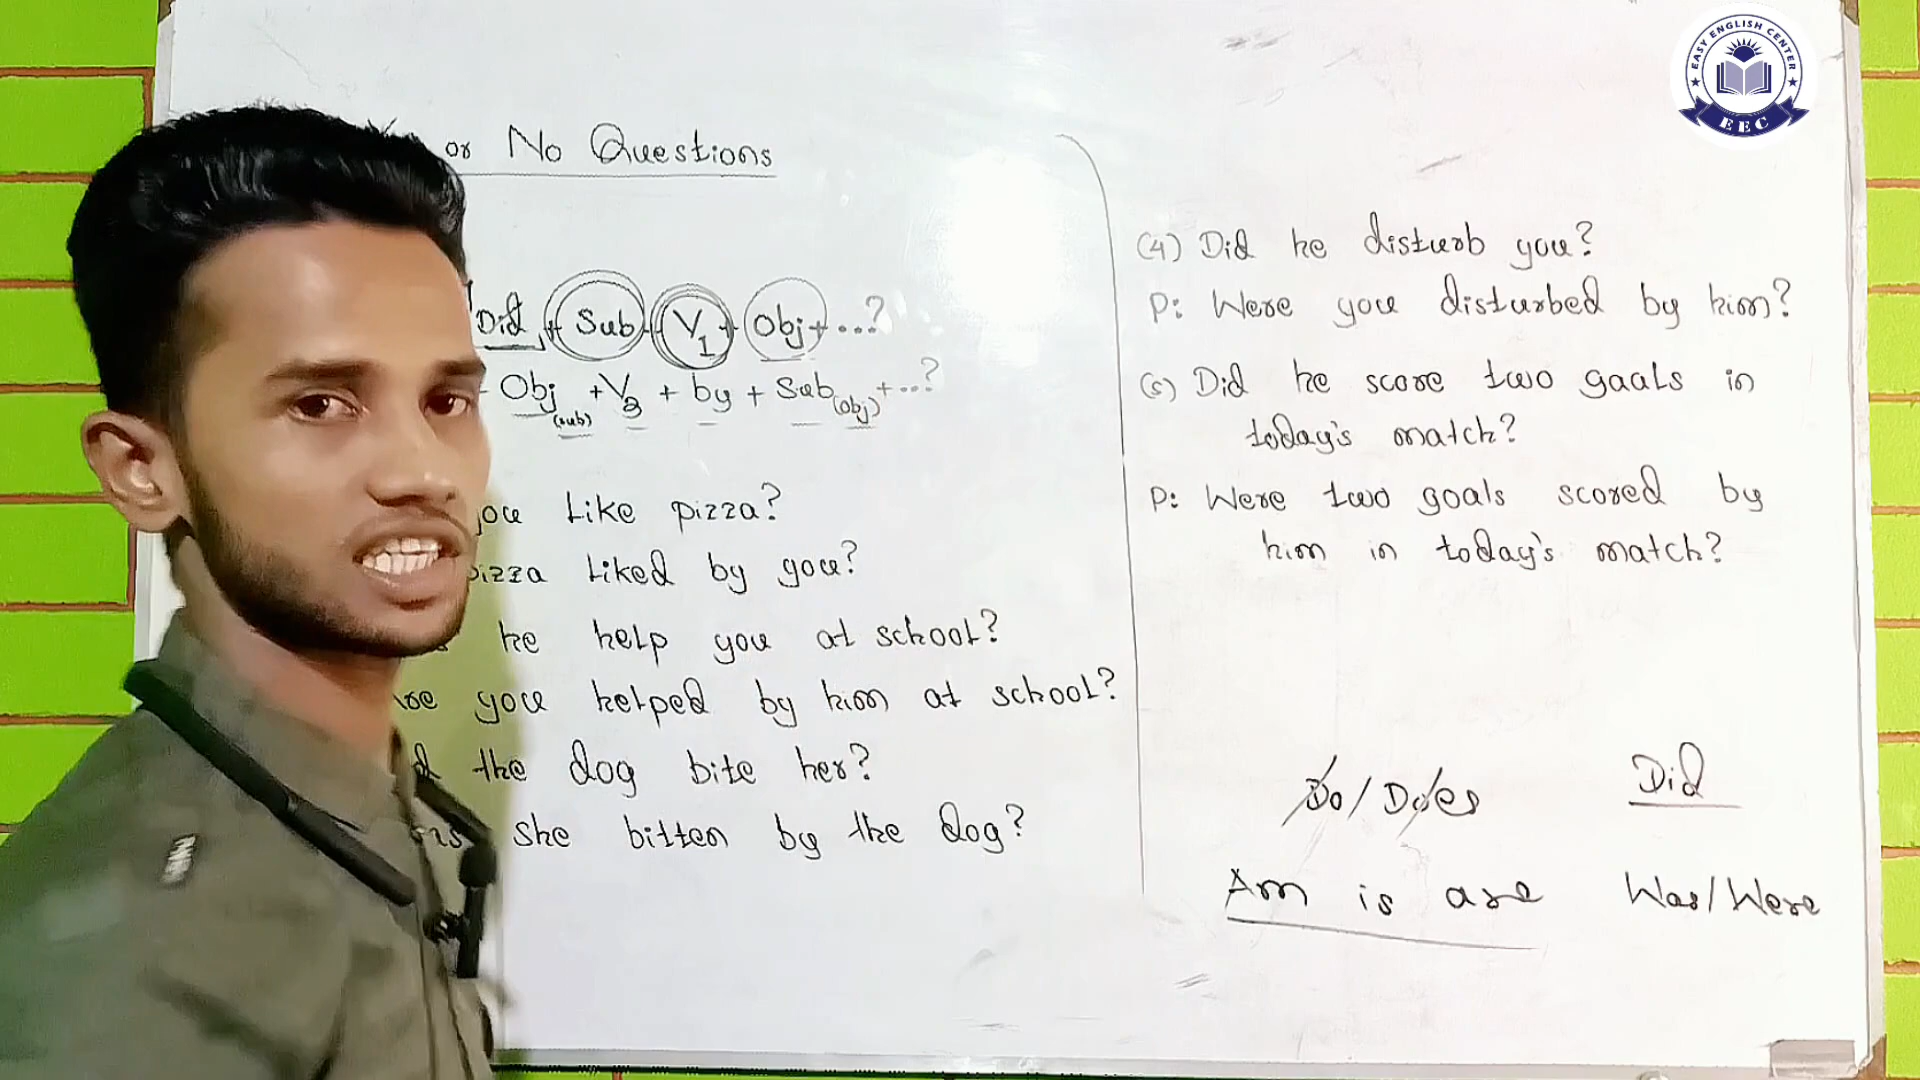 or No Questions
Did + Sub + V1 + Obj + ...?
Obj (sub) + V3 + by + Sub (obj) + ...?
you like pizza?
pizza liked by you?
he help you at school?
you helped by him at school?
the dog bite her?
she bitten by the dog?
(4) Did he disturb you?
P: Were you disturbed by him?
(5) Did he score two goals in
today's match?
P: Were two goals scored by
him in today's match?
Do/Does Did
Am is are Was/Were
EASY ENGLISH CENTER
EEC